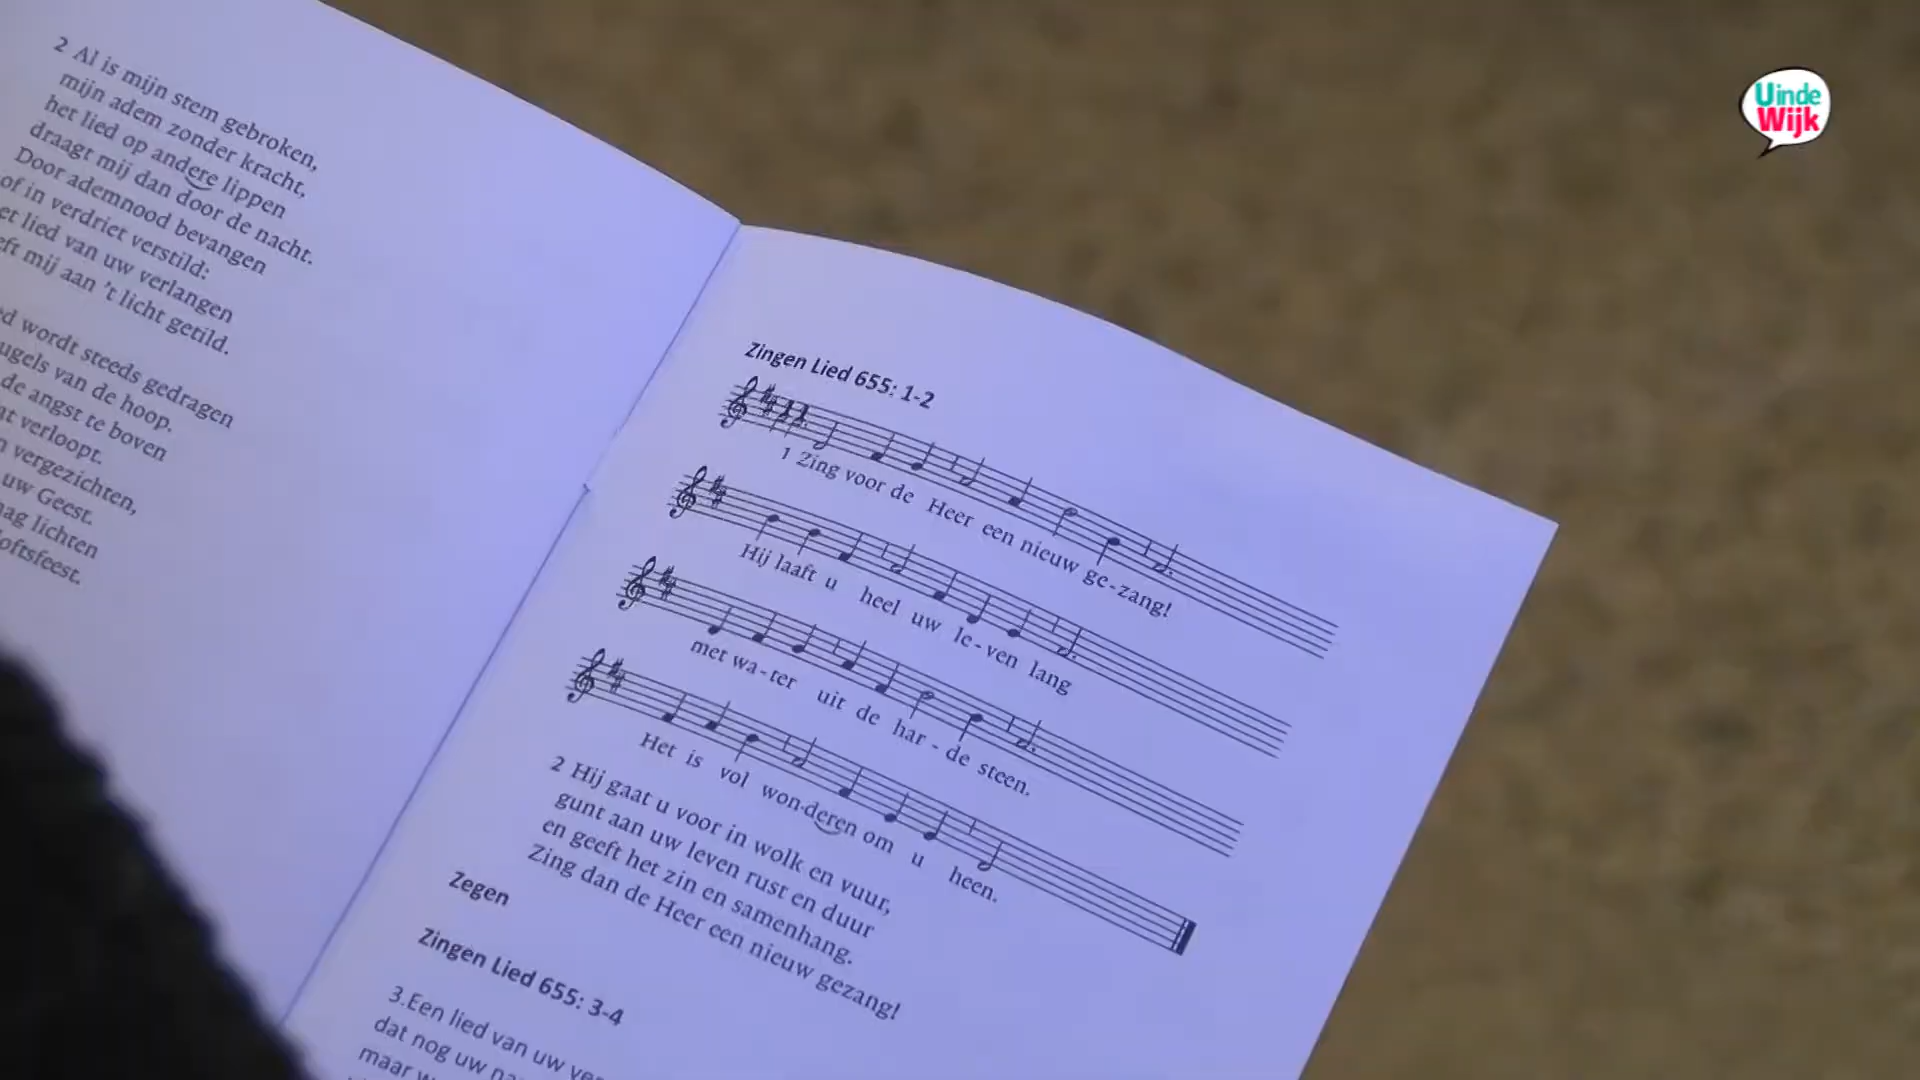 2 Al is mijn stem gebroken,
mijn adem zonder kracht,
het lied op andere lippen
draagt mij dan door de nacht.
Door ademnood bevangen
of in verdriet verstild:
lied van uw verlangen
mij aan 't licht getild.
wordt steeds gedragen
van de hoop.
de angst te boven
verloopt.
vergezichten,
uw Geest.
lichten
Zingen Lied 655: 1-2
1 Zing voor de Heer een nieuw ge-zang!
Hij laaft u heel uw le-ven lang
met wa-ter uit de har-de steen.
Het is vol won-deren om u heen.
2 Hij gaat u voor in wolk en vuur,
gunt aan uw leven rust en duur
en geeft het zin en samenhang.
Zing dan de Heer een nieuw gezang!
Zegen
Zingen Lied 655: 3-4
3.Een lied van uw
dat nog uw
maar
U in de
Wijk